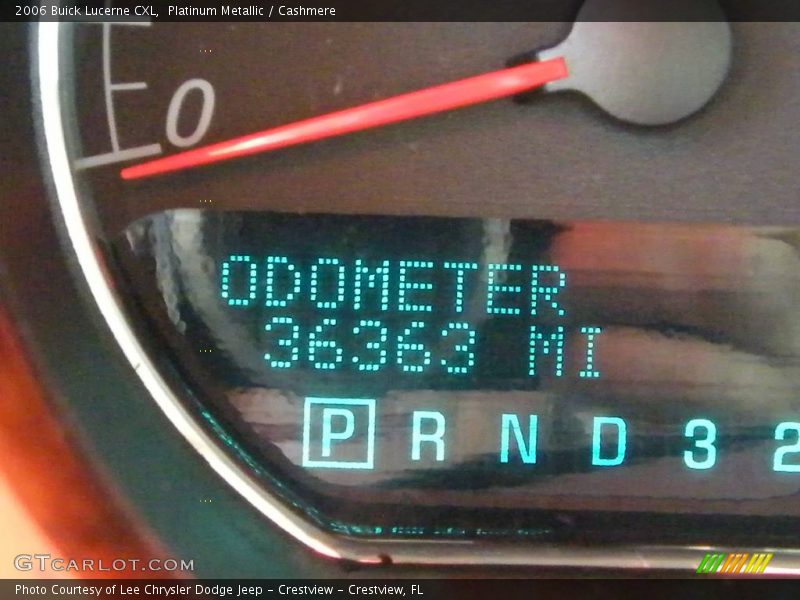 2006 Buick Lucerne CXL,  Platinum Metallic / Cashmere
0
ODOMETER
36363 MI
P R N D 3 2
GTCARLOT.COM
Photo Courtesy of Lee Chrysler Dodge Jeep - Crestview - Crestview, FL